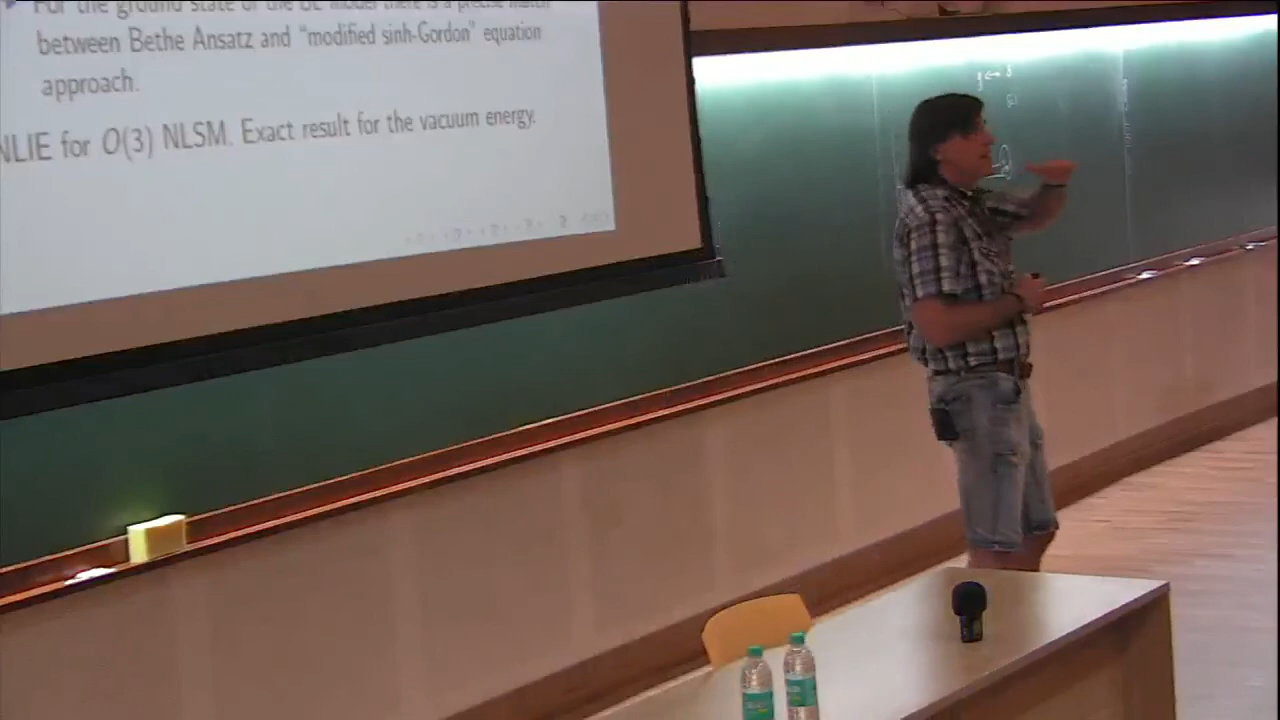 For the ground state of the BL model there is a precise match
between Bethe Ansatz and "modified sinh-Gordon" equation
approach.
NLIE for O(3) NLSM. Exact result for the vacuum energy.